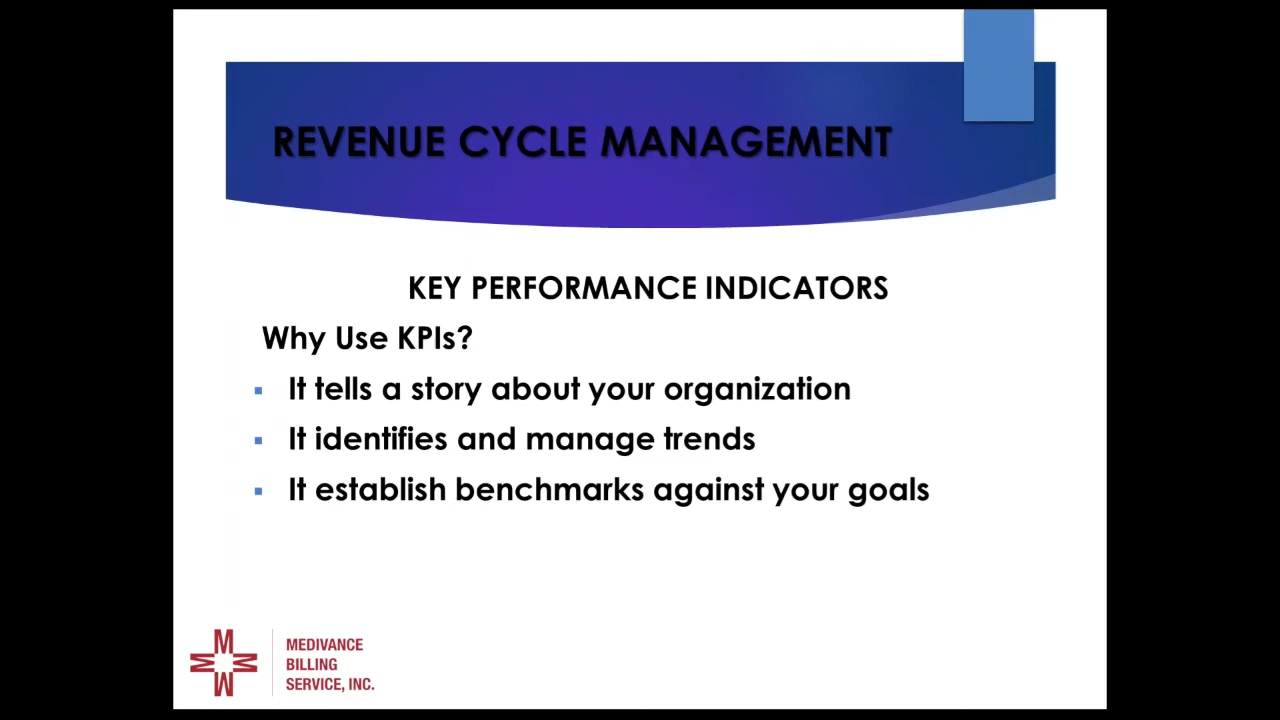 REVENUE CYCLE MANAGEMENT
KEY PERFORMANCE INDICATORS
Why Use KPIs?
▪ It tells a story about your organization
▪ It identifies and manage trends
▪ It establish benchmarks against your goals
MEDIVANCE
BILLING
SERVICE, INC.